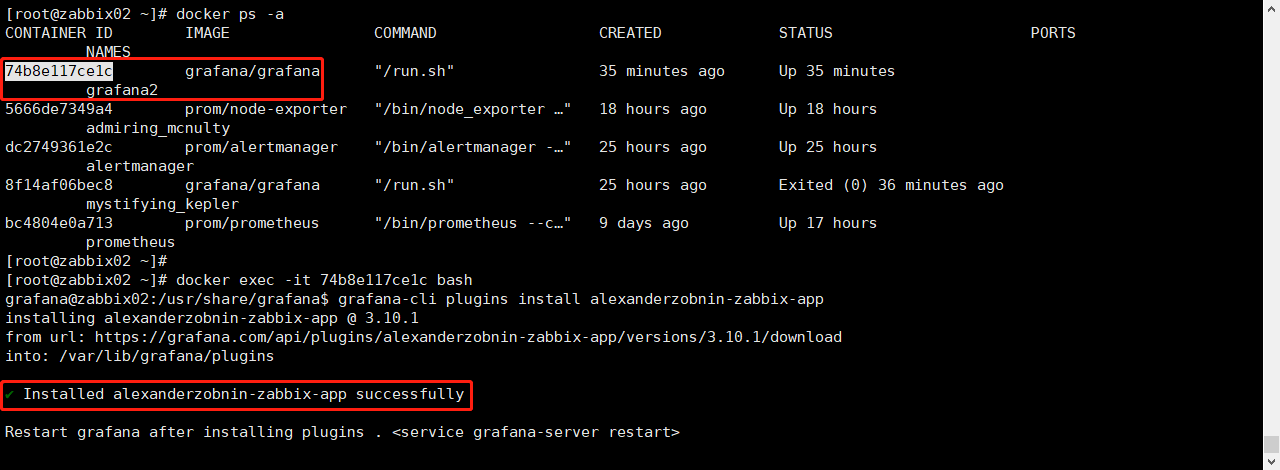 [root@zabbix02 ~]# docker ps -a
CONTAINER ID        IMAGE                COMMAND                  CREATED             STATUS                      PORTS
         NAMES
74b8e117ce1c        grafana/grafana      "/run.sh"                35 minutes ago      Up 35 minutes
         grafana2
5666de7349a4        prom/node-exporter   "/bin/node_exporter …"   18 hours ago        Up 18 hours
         admiring_mcnulty
dc2749361e2c        prom/alertmanager    "/bin/alertmanager -…"   25 hours ago        Up 25 hours
         alertmanager
8f14af06bec8        grafana/grafana      "/run.sh"                25 hours ago        Exited (0) 36 minutes ago
         mystifying_kepler
bc4804e0a713        prom/prometheus      "/bin/prometheus --c…"   9 days ago          Up 17 hours
         prometheus
[root@zabbix02 ~]#
[root@zabbix02 ~]# docker exec -it 74b8e117ce1c bash
grafana@zabbix02:/usr/share/grafana$ grafana-cli plugins install alexanderzobnin-zabbix-app
installing alexanderzobnin-zabbix-app @ 3.10.1
from url: https://grafana.com/api/plugins/alexanderzobnin-zabbix-app/versions/3.10.1/download
into: /var/lib/grafana/plugins
✔ Installed alexanderzobnin-zabbix-app successfully
Restart grafana after installing plugins . <service grafana-server restart>